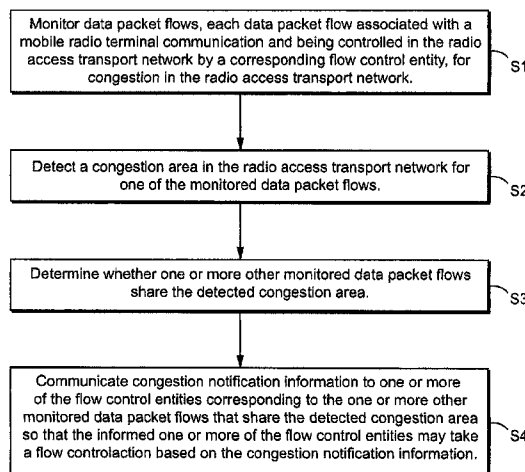 Monitor data packet flows, each data packet flow associated with a
mobile radio terminal communication and being controlled in the radio
access transport network by a corresponding flow control entity, for
congestion in the radio access transport network.
S1
Detect a congestion area in the radio access transport network for
one of the monitored data packet flows.
S2
Determine whether one or more other monitored data packet flows
share the detected congestion area.
S3
Communicate congestion notification information to one or more
of the flow control entities corresponding to the one or more other
monitored data packet flows that share the detected congestion area
so that the informed one or more of the flow control entities may take
a flow controlaction based on the congestion notification information.
S4